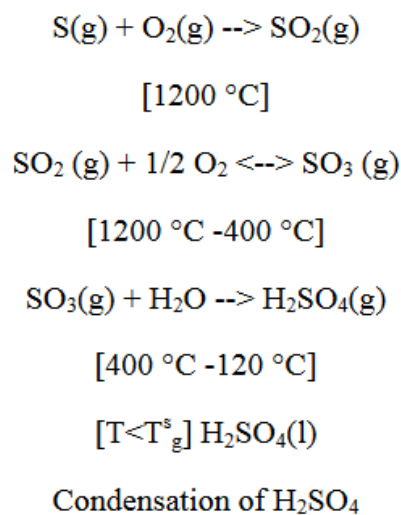 S(g) + O₂(g) --> SO₂(g)
[1200 °C]
SO₂ (g) + 1/2 O₂ <--> SO₃ (g)
[1200 °C -400 °C]
SO₃(g) + H₂O --> H₂SO₄(g)
[400 °C -120 °C]
[T<Tˢg] H₂SO₄(l)
Condensation of H₂SO₄